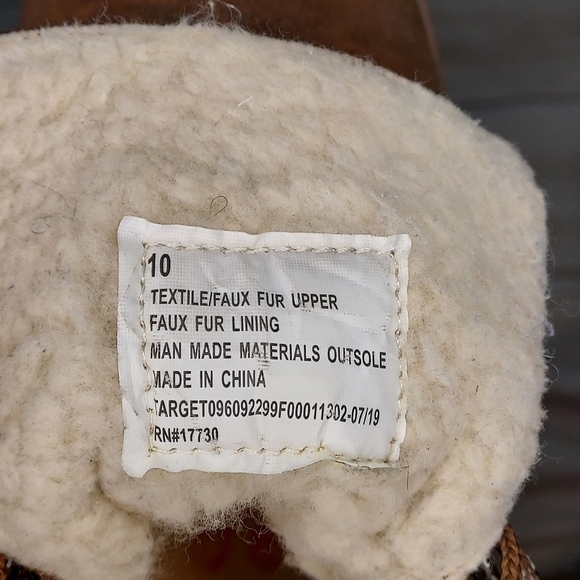 10
TEXTILE/FAUX FUR UPPER
FAUX FUR LINING
MAN MADE MATERIALS OUTSOLE
MADE IN CHINA
TARGET096092299F00011302-07/19
RN#17730